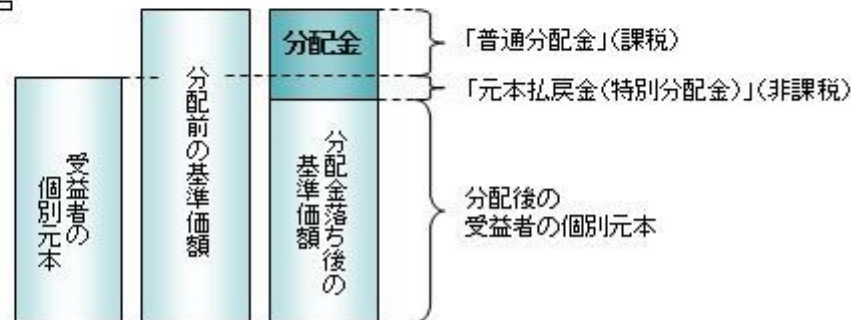 受益者の
個別元本
分配前の基準価額
分配金
分配金落ち後の
基準価額
「普通分配金」(課税)
「元本払戻金(特別分配金)」(非課税)
分配後の
受益者の個別元本